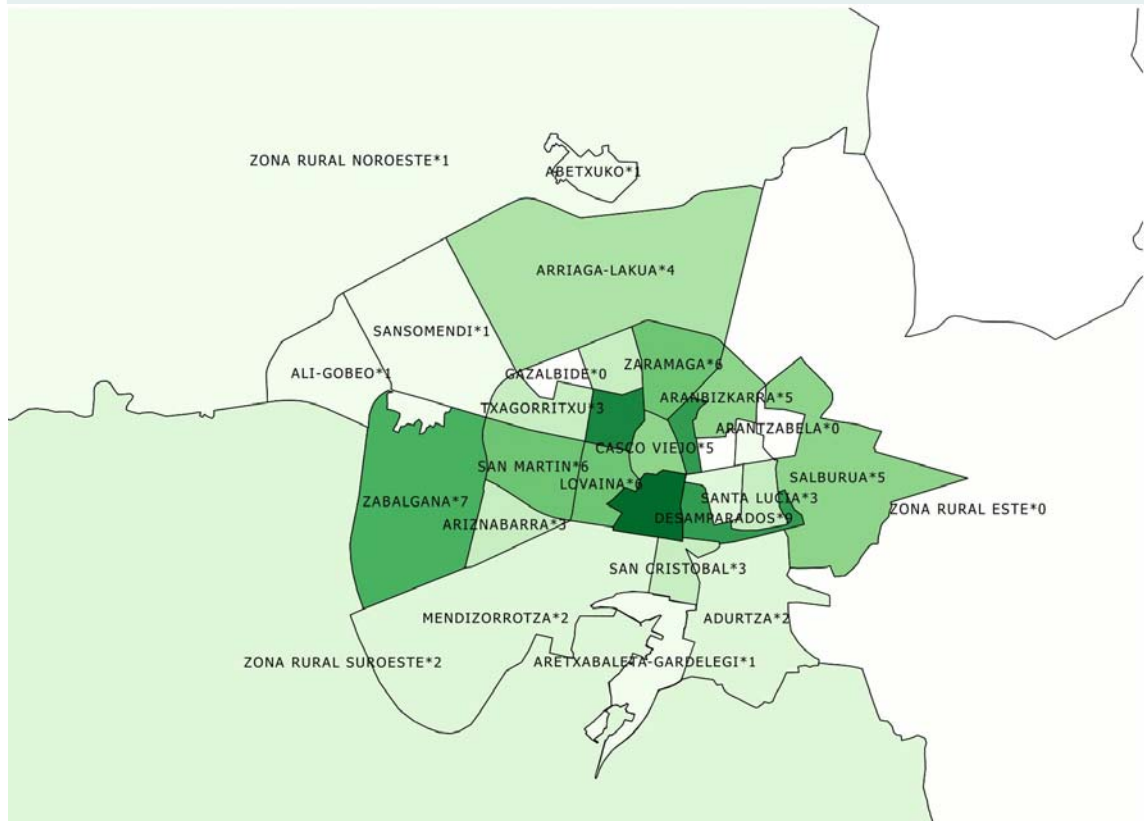 ZONA RURAL NOROESTE*1
ABETXUKO*1
ARRIAGA-LAKUA*4
SANSOMENDI*1
ALI-GOBEO*1
GAZALBIDE*0
ZARAMAGA*6
TXAGORRITXU*3
ARANBIZKARRA*5
ARANTZABELA*0
CASCO VIEJO*5
SAN MARTIN*6
LOVAINA*6
SALBURUA*5
ZABALGANA*7
SANTA LUCIA*3
ZONA RURAL ESTE*0
ARIZNABARRA*3
DESAMPARADOS*9
SAN CRISTOBAL*3
MENDIZORROTZA*2
ADURTZA*2
ZONA RURAL SUROESTE*2
ARETXABALETA-GARDELEGI*1